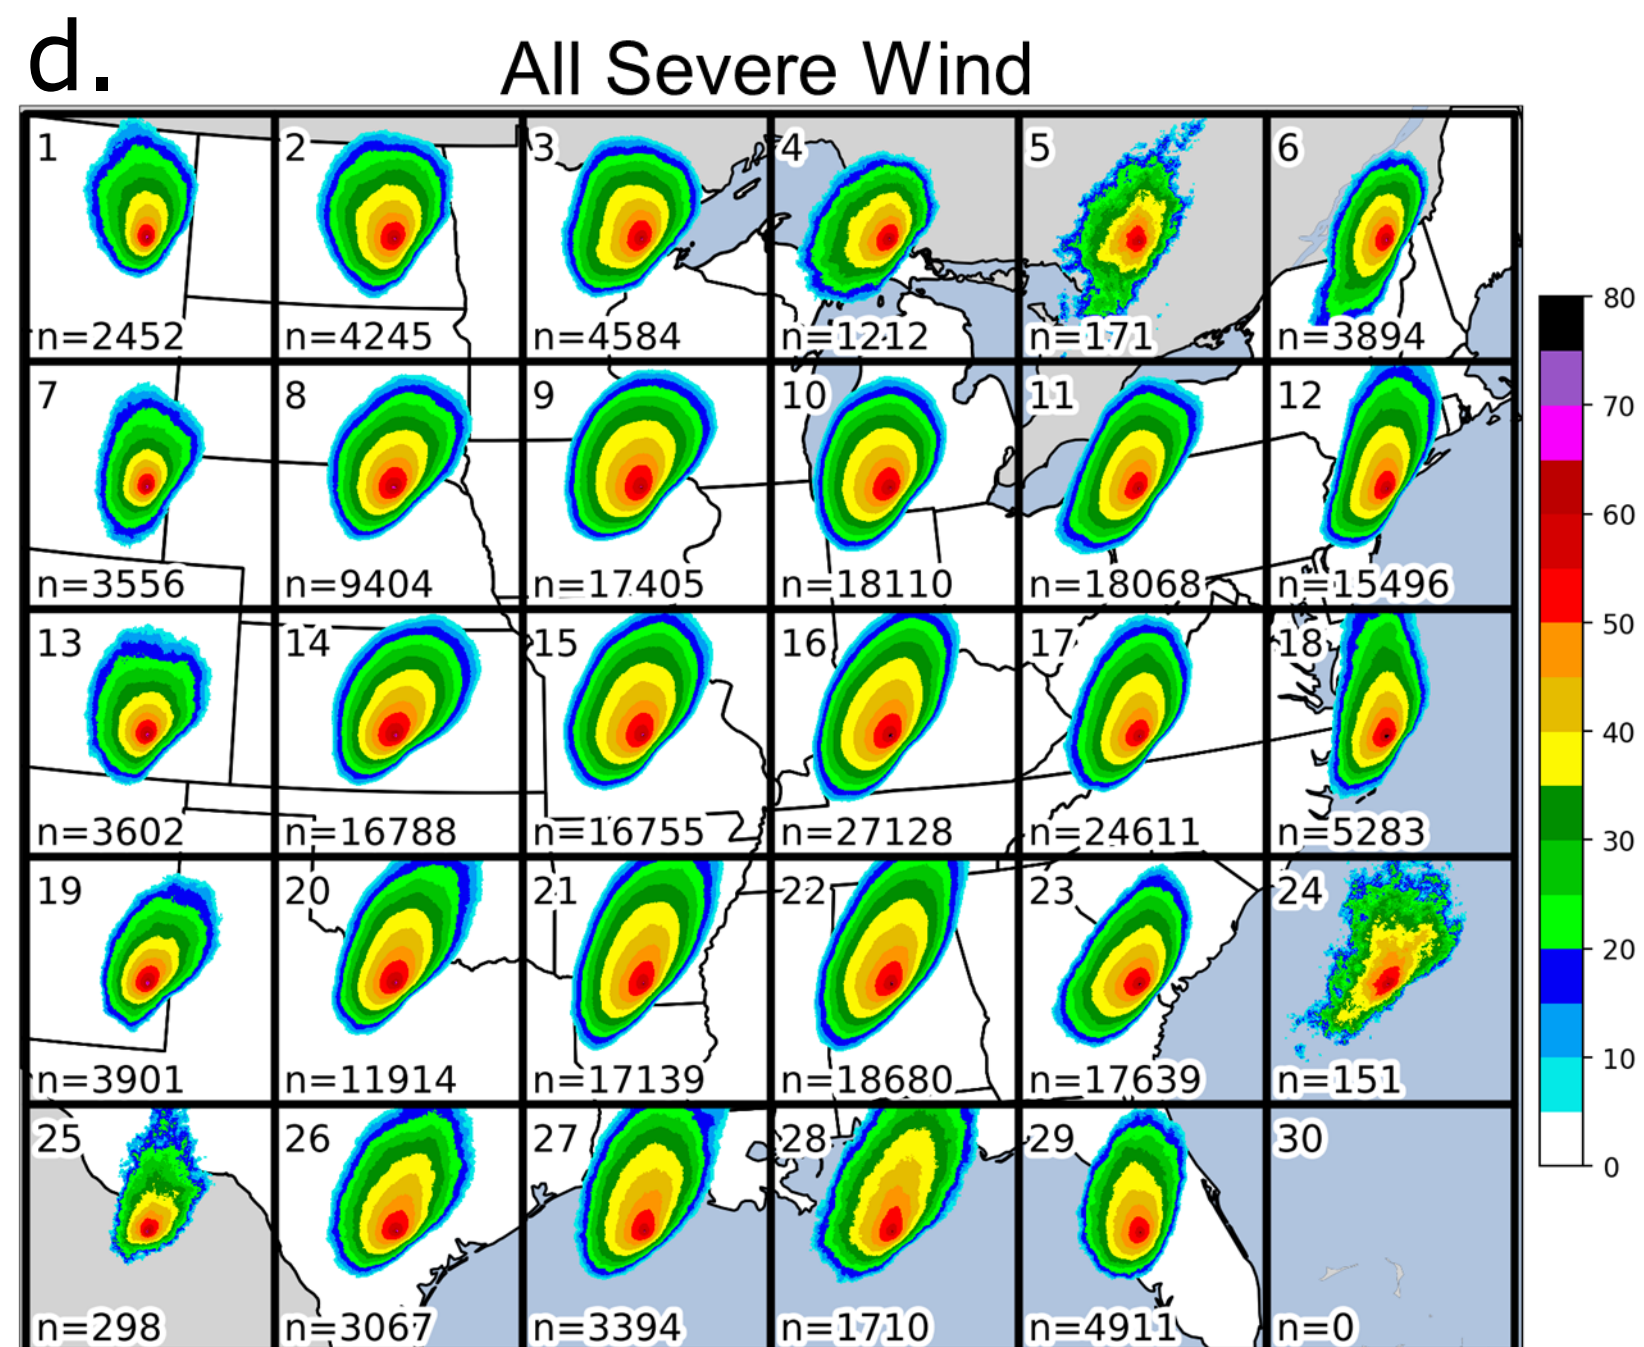 d.
All Severe Wind
1 2 3 4 5 6
n=2452 n=4245 n=4584 n=1212 n=171 n=3894
7 8 9 10 11 12
n=3556 n=9404 n=17405 n=18110 n=18068 n=15496
13 14 15 16 17 18
n=3602 n=16788 n=16755 n=27128 n=24611 n=5283
19 20 21 22 23 24
n=3901 n=11914 n=17139 n=18680 n=17639 n=151
25 26 27 28 29 30
n=298 n=3067 n=3394 n=1710 n=4911 n=0
80
70
60
50
40
30
20
10
0